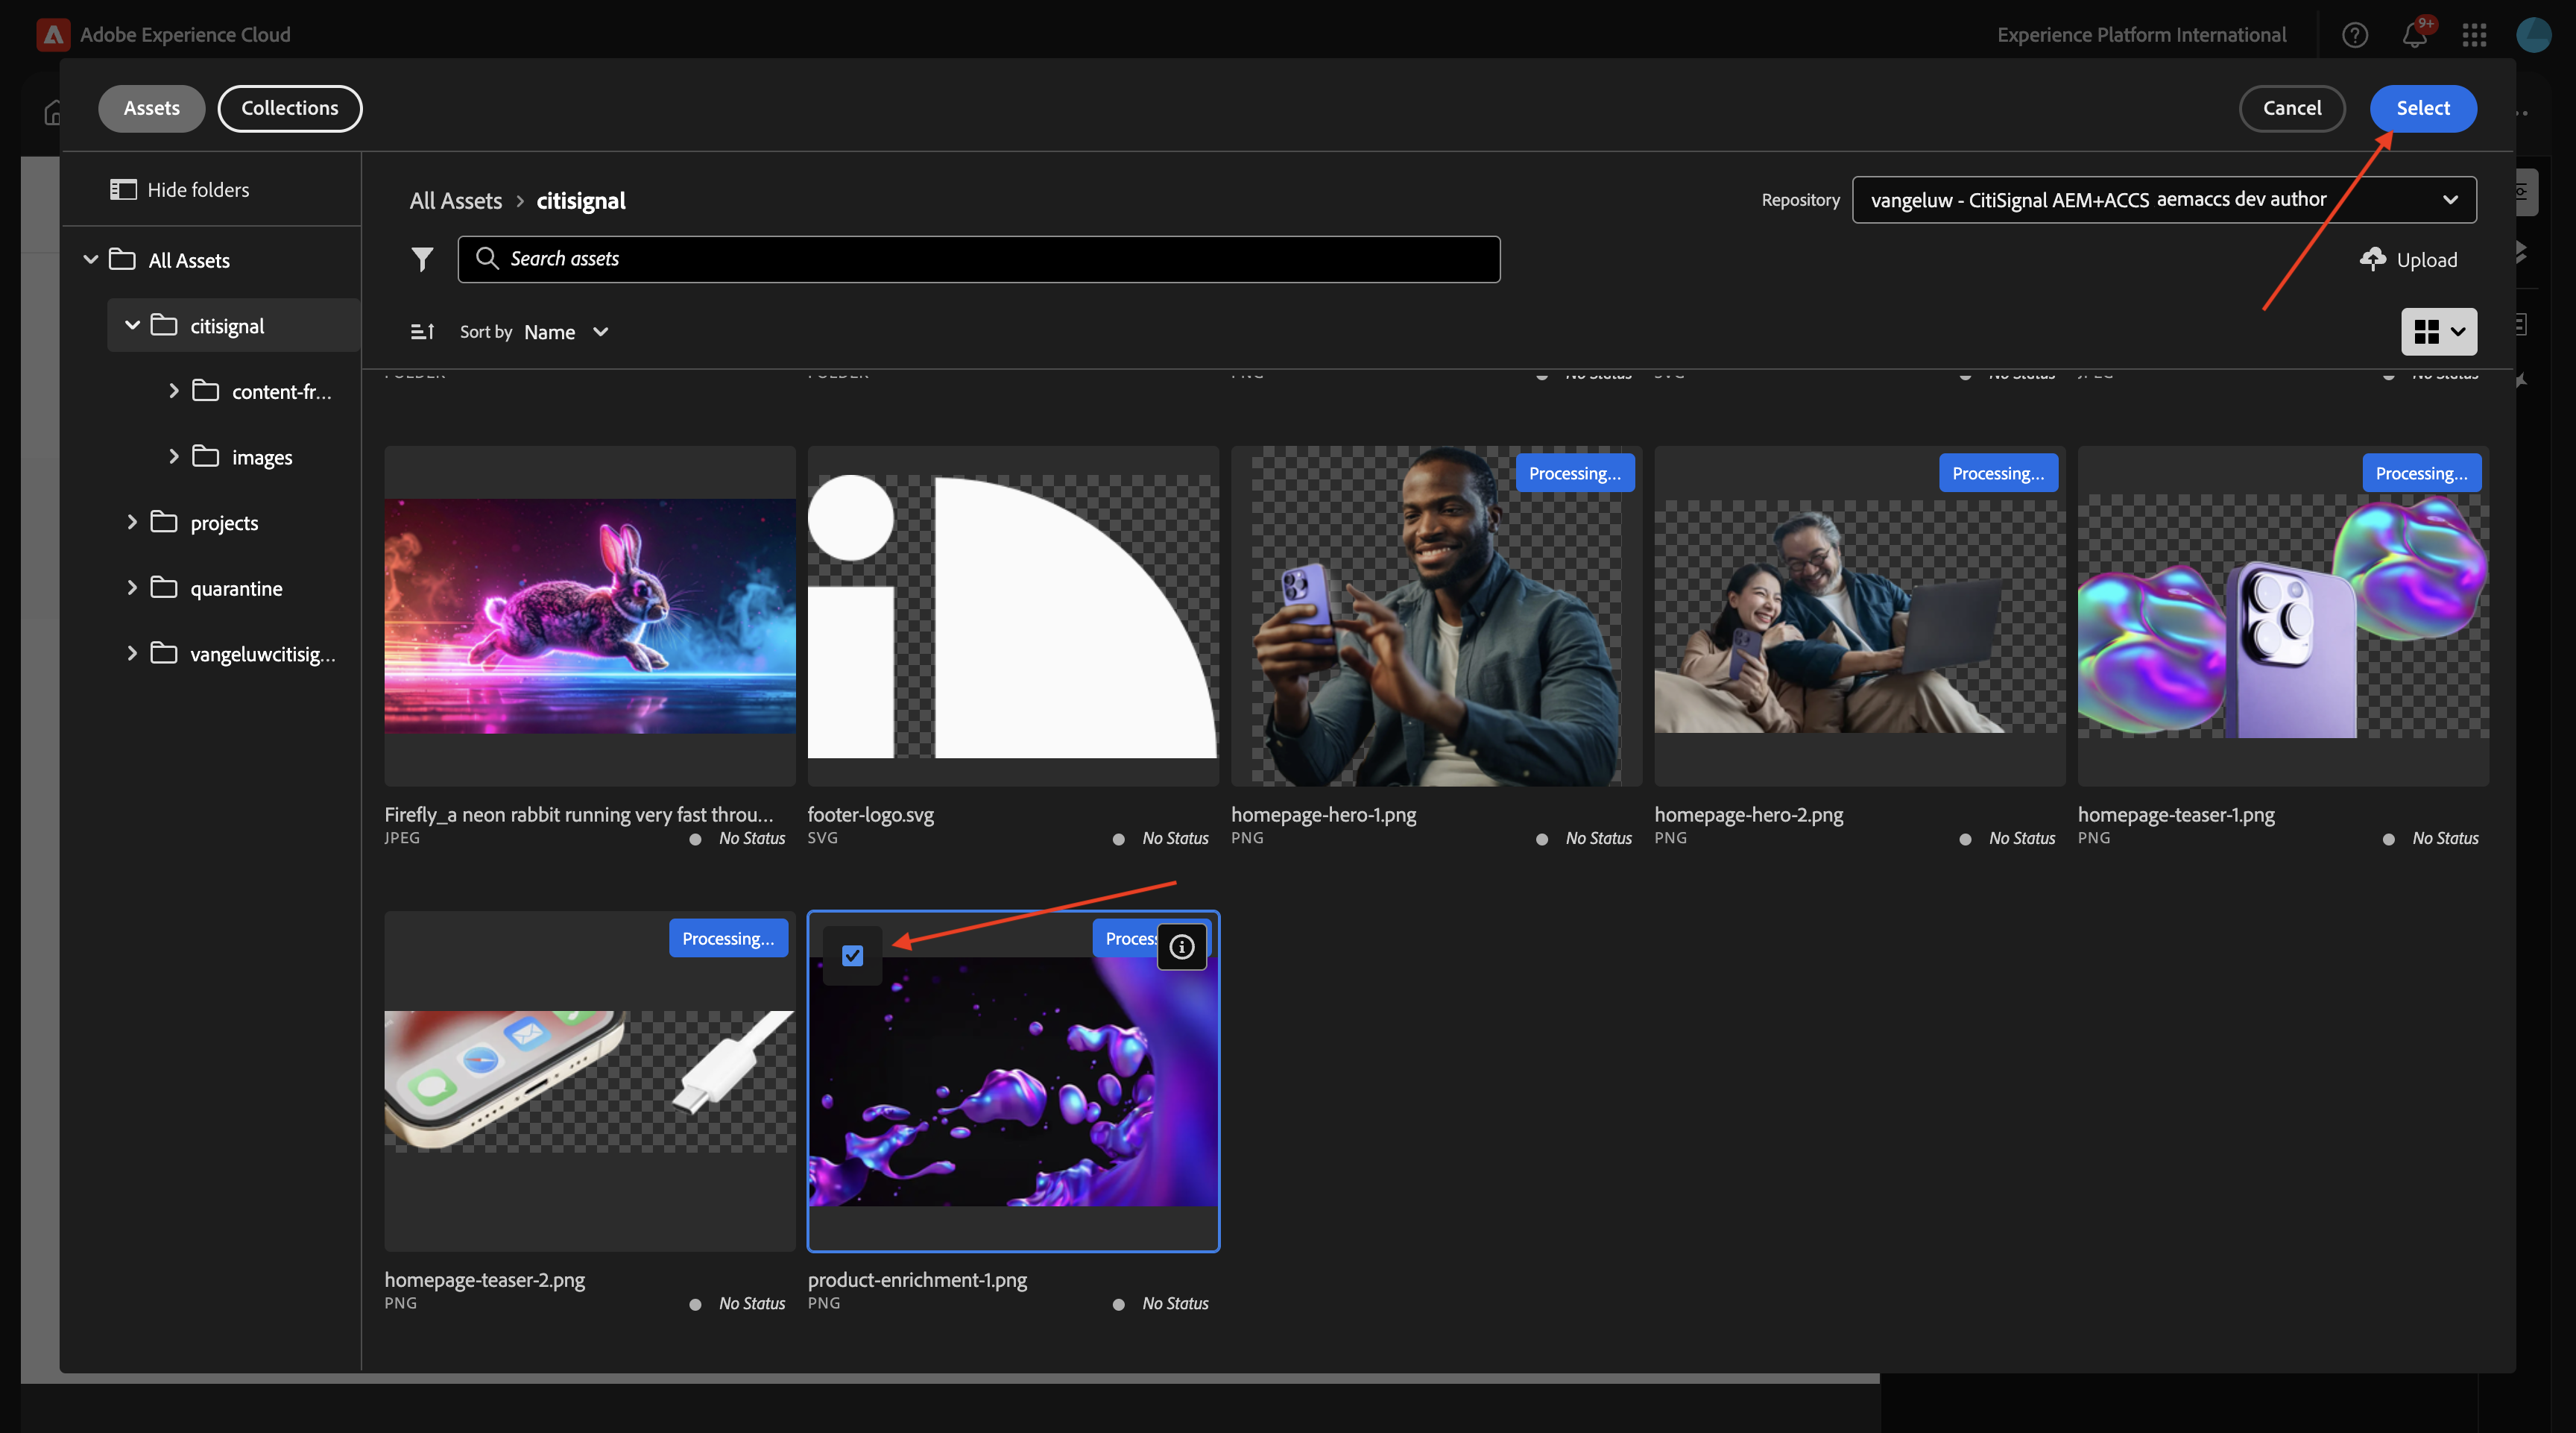 Adobe Experience Cloud
Experience Platform International
9+
Assets
Collections
Cancel
Select
Hide folders
All Assets › citisignal
Repository
vangeluw - CitiSignal AEM+ACCS aemaccs dev author
Search assets
Upload
Sort by Name
All Assets
citisignal
content-fr...
images
projects
quarantine
vangeluwcitisig...
Processing...
Processing...
Processing...
Firefly_a neon rabbit running very fast throu...
JPEG
No Status
footer-logo.svg
SVG
No Status
homepage-hero-1.png
PNG
No Status
homepage-hero-2.png
PNG
No Status
homepage-teaser-1.png
PNG
No Status
Processing...
Process
homepage-teaser-2.png
PNG
No Status
product-enrichment-1.png
PNG
No Status